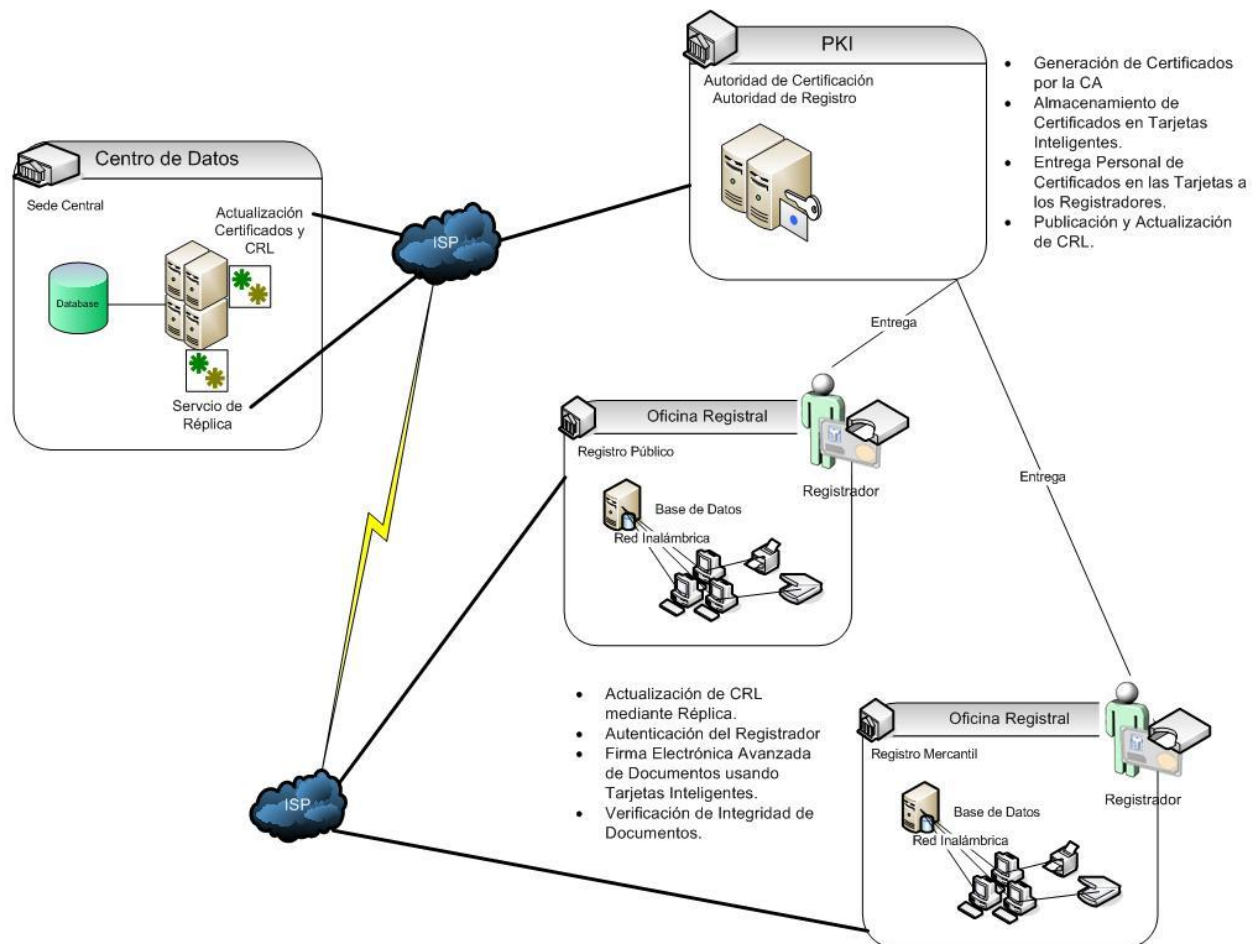 PKI
Autoridad de Certificación
Autoridad de Registro
• Generación de Certificados
por la CA
• Almacenamiento de
Certificados en Tarjetas
Inteligentes.
• Entrega Personal de
Certificados en las Tarjetas a
los Registradores.
• Publicación y Actualización
de CRL.
Centro de Datos
Sede Central
Actualización
Certificados y
CRL
Database
Servcio de
Réplica
ISP
Entrega
Entrega
Oficina Registral
Registro Público
Base de Datos
Red Inalámbrica
Registrador
• Actualización de CRL
mediante Réplica.
• Autenticación del Registrador
• Firma Electrónica Avanzada
de Documentos usando
Tarjetas Inteligentes.
• Verificación de Integridad de
Documentos.
ISP
Oficina Registral
Registro Mercantil
Base de Datos
Red Inalámbrica
Registrador